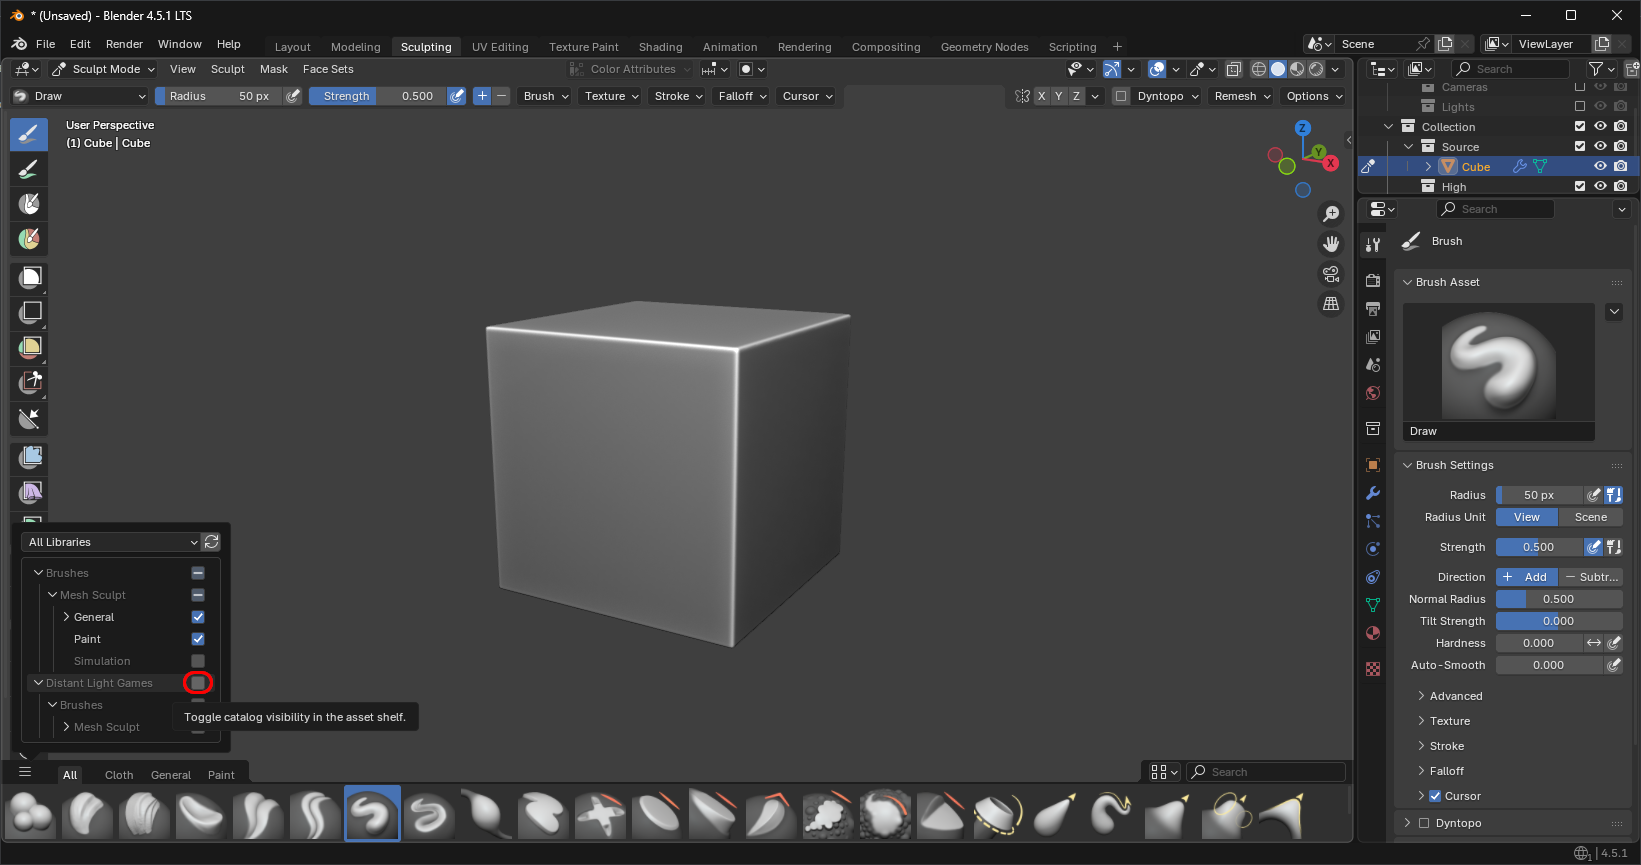 * (Unsaved) - Blender 4.5.1 LTS
File Edit Render Window Help Layout Modeling Sculpting UV Editing Texture Paint Shading Animation Rendering Compositing Geometry Nodes Scripting + Scene ViewLayer
Sculpt Mode View Sculpt Mask Face Sets Color Attributes Search
Draw Radius 50 px Strength 0.500 + − Brush Texture Stroke Falloff Cursor X Y Z Dyntopo Remesh Options
Cameras
Lights
Collection
Source
Cube
High
User Perspective
(1) Cube | Cube
Z
Y
X
Search
Brush
Brush Asset
Draw
Brush Settings
Radius 50 px
Radius Unit View Scene
Strength 0.500
Direction + Add − Subtr...
Normal Radius 0.500
Tilt Strength 0.000
Hardness 0.000
Auto-Smooth 0.000
Advanced
Texture
Stroke
Falloff
Cursor
Dyntopo
All Libraries
Brushes
Mesh Sculpt
General
Paint
Simulation
Distant Light Games
Brushes
Mesh Sculpt
Toggle catalog visibility in the asset shelf.
All Cloth General Paint Search
4.5.1